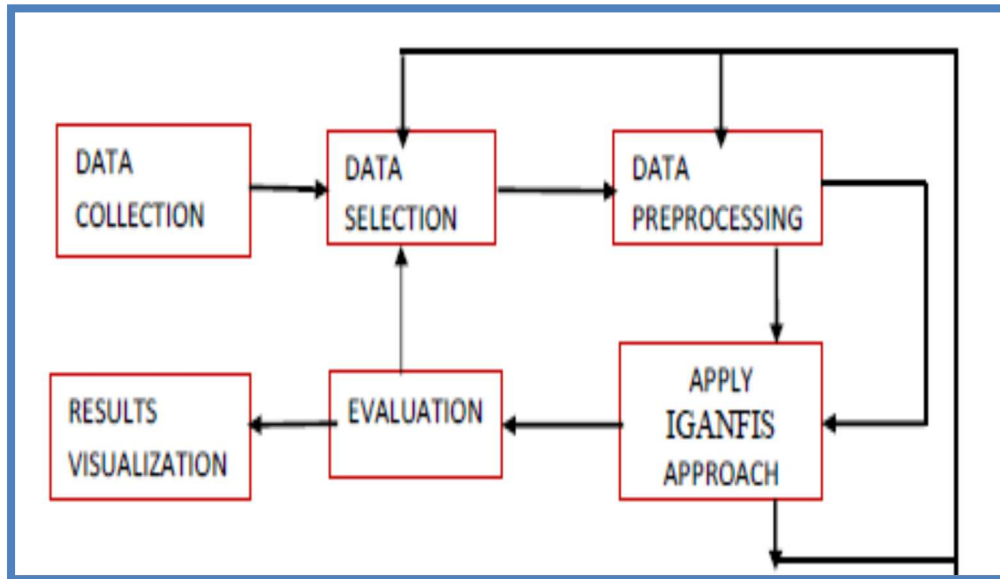 DATA
COLLECTION
DATA
SELECTION
DATA
PREPROCESSING
RESULTS
VISUALIZATION
EVALUATION
APPLY
IGANFIS
APPROACH